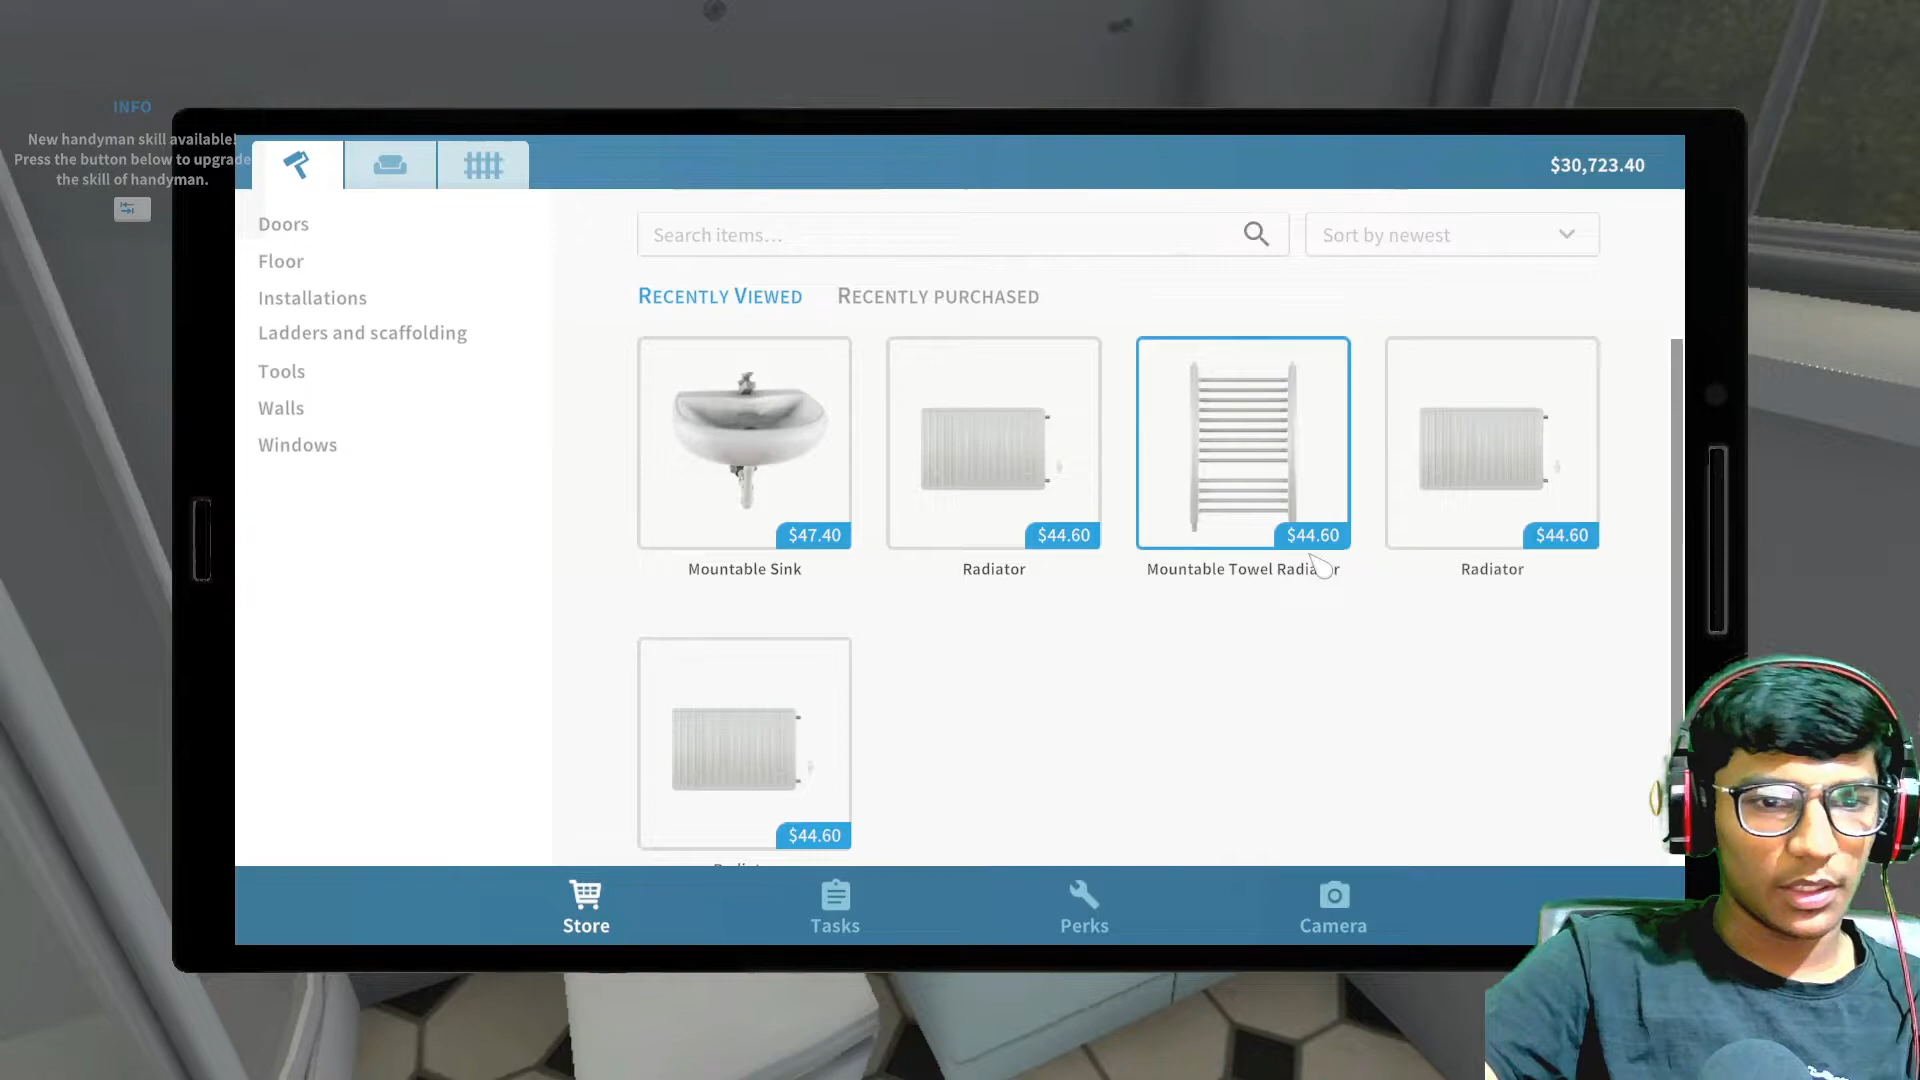 INFO
New handyman skill available!
Press the button below to upgrade
the skill of handyman.
$30,723.40
Doors
Floor
Installations
Ladders and scaffolding
Tools
Walls
Windows
Search items...
Sort by newest
RECENTLY VIEWED
RECENTLY PURCHASED
$47.40
$44.60
$44.60
$44.60
Mountable Sink
Radiator
Mountable Towel Radiator
Radiator
$44.60
Store
Tasks
Perks
Camera